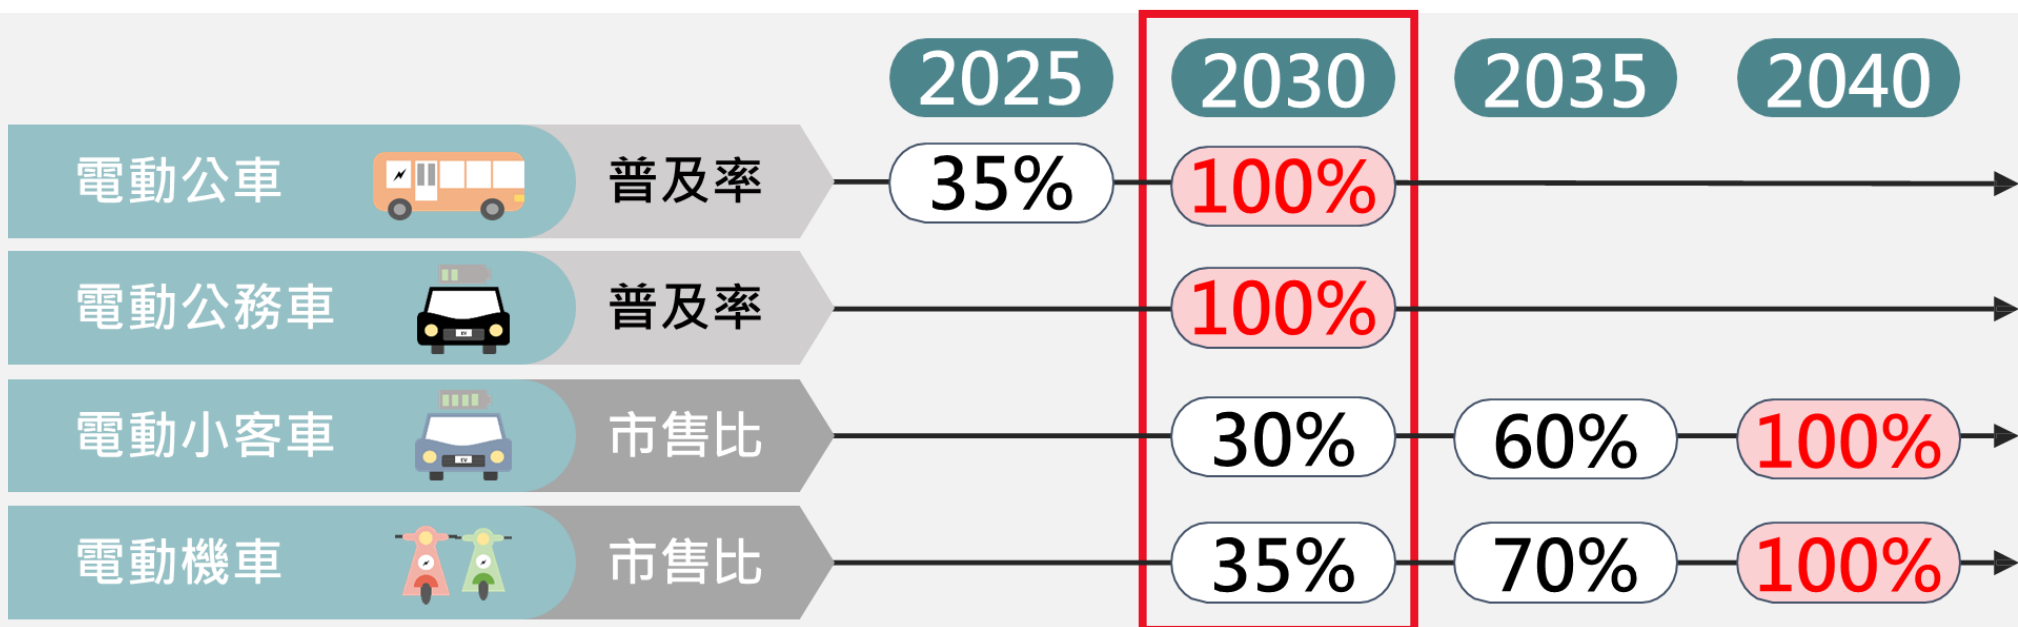 2025 2030 2035 2040
電動公車 普及率 35% 100%
電動公務車 普及率 100%
電動小客車 市售比 30% 60% 100%
電動機車 市售比 35% 70% 100%